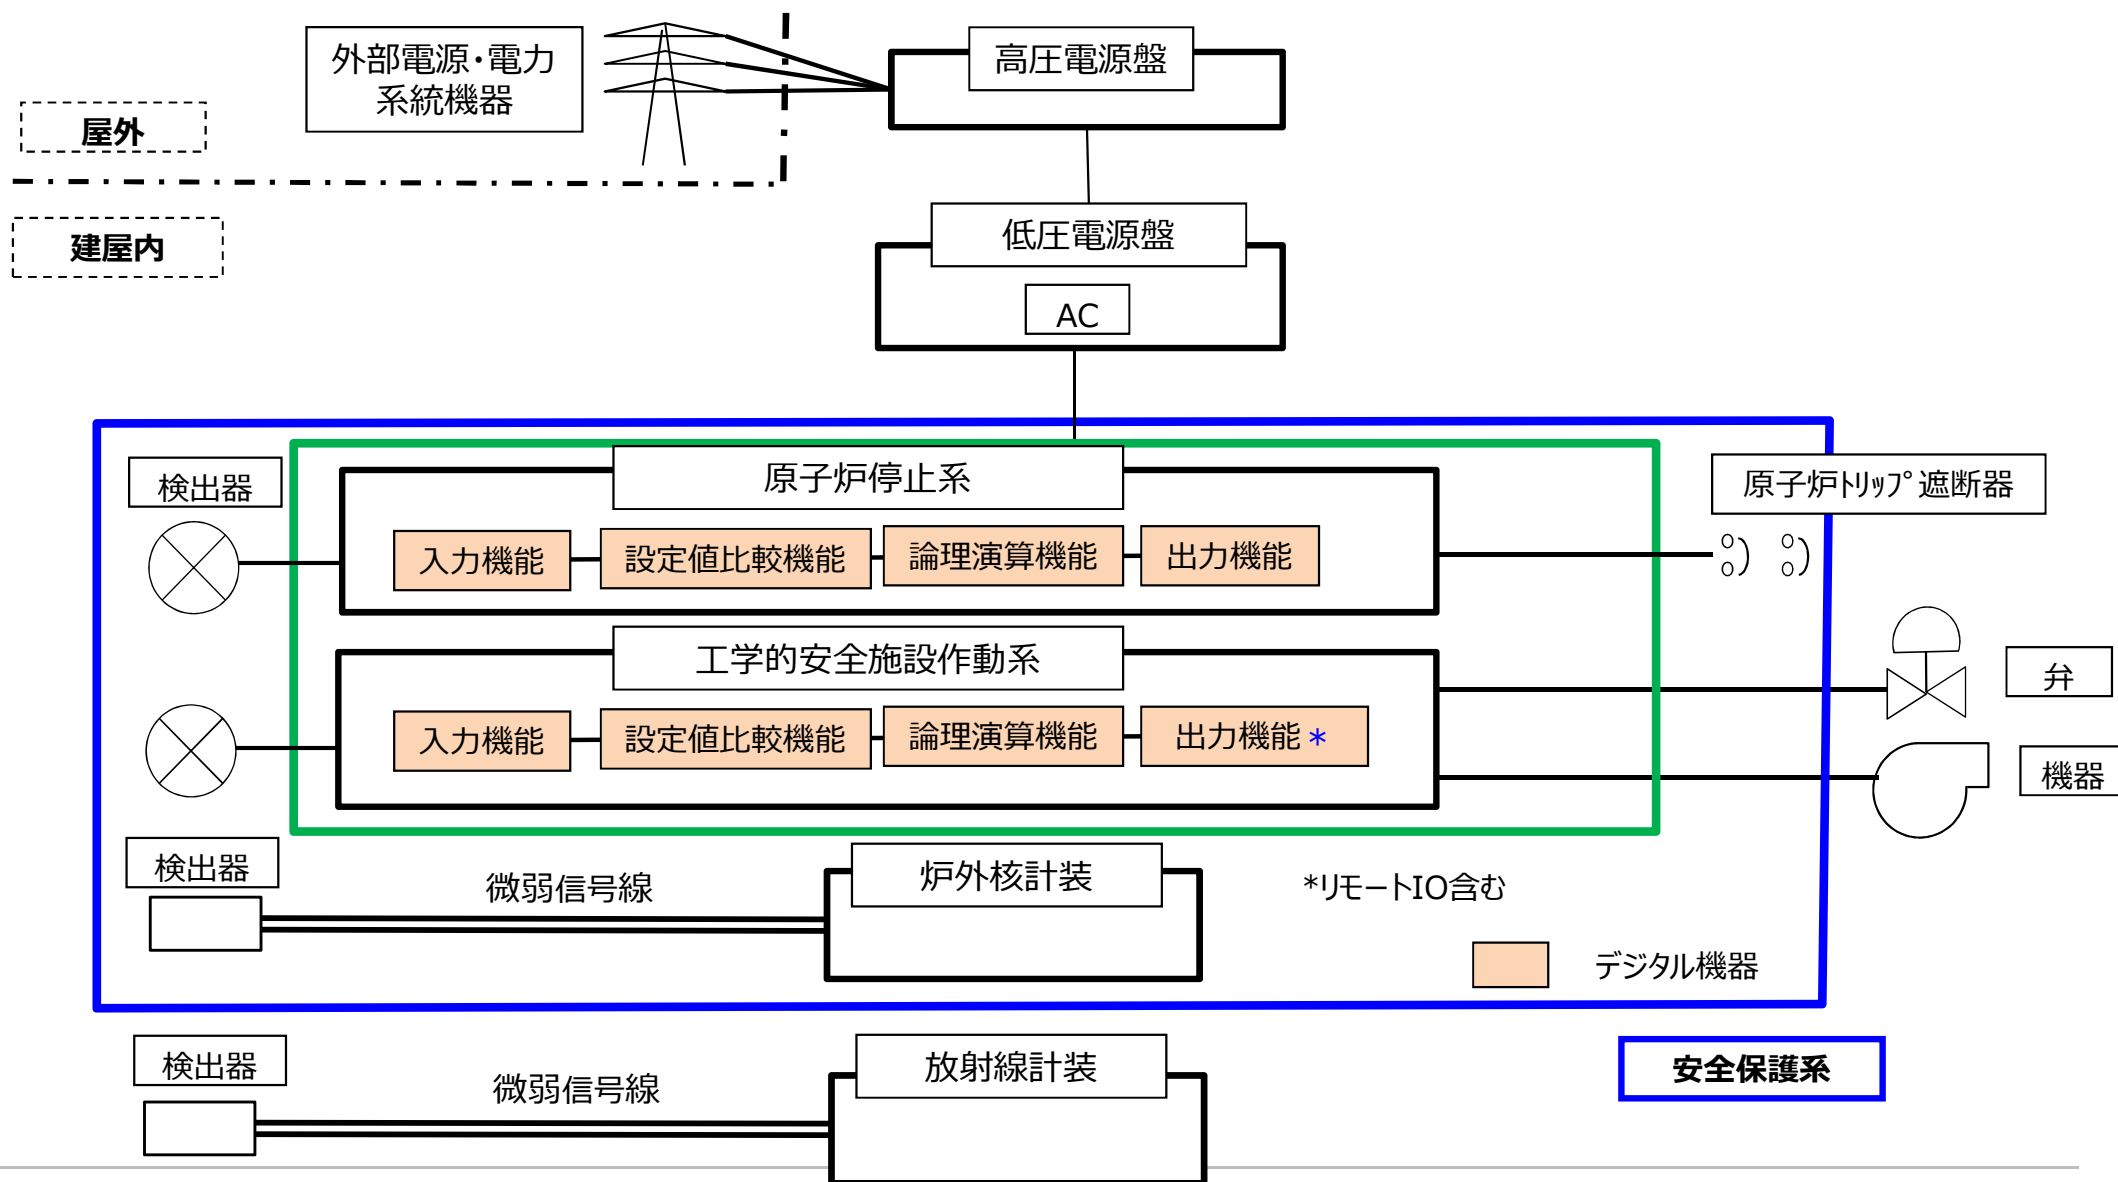 外部電源・電力
系統機器
高圧電源盤
屋外
建屋内
低圧電源盤
AC
検出器
原子炉停止系
原子炉ﾄﾘｯﾌﾟ遮断器
入力機能
設定値比較機能
論理演算機能
出力機能
工学的安全施設作動系
弁
入力機能
設定値比較機能
論理演算機能
出力機能 *
機器
検出器
微弱信号線
炉外核計装
*ﾘﾓｰﾄIO含む
デジタル機器
検出器
微弱信号線
放射線計装
安全保護系